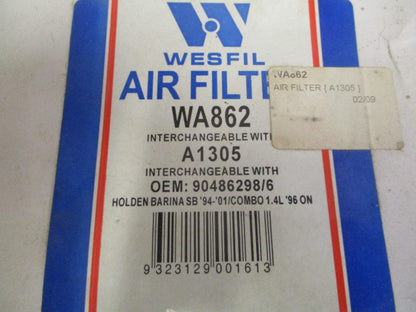 WESFIL
AIR FILTE
WA862
INTERCHANGEABLE WITH
A1305
INTERCHANGEABLE WITH
OEM: 90486298/6
HOLDEN BARINA SB '94-'01/COMBO 1.4L '96 ON
9 323129 001613
WA862
AIR FILTER [ A1305 ]
02/09